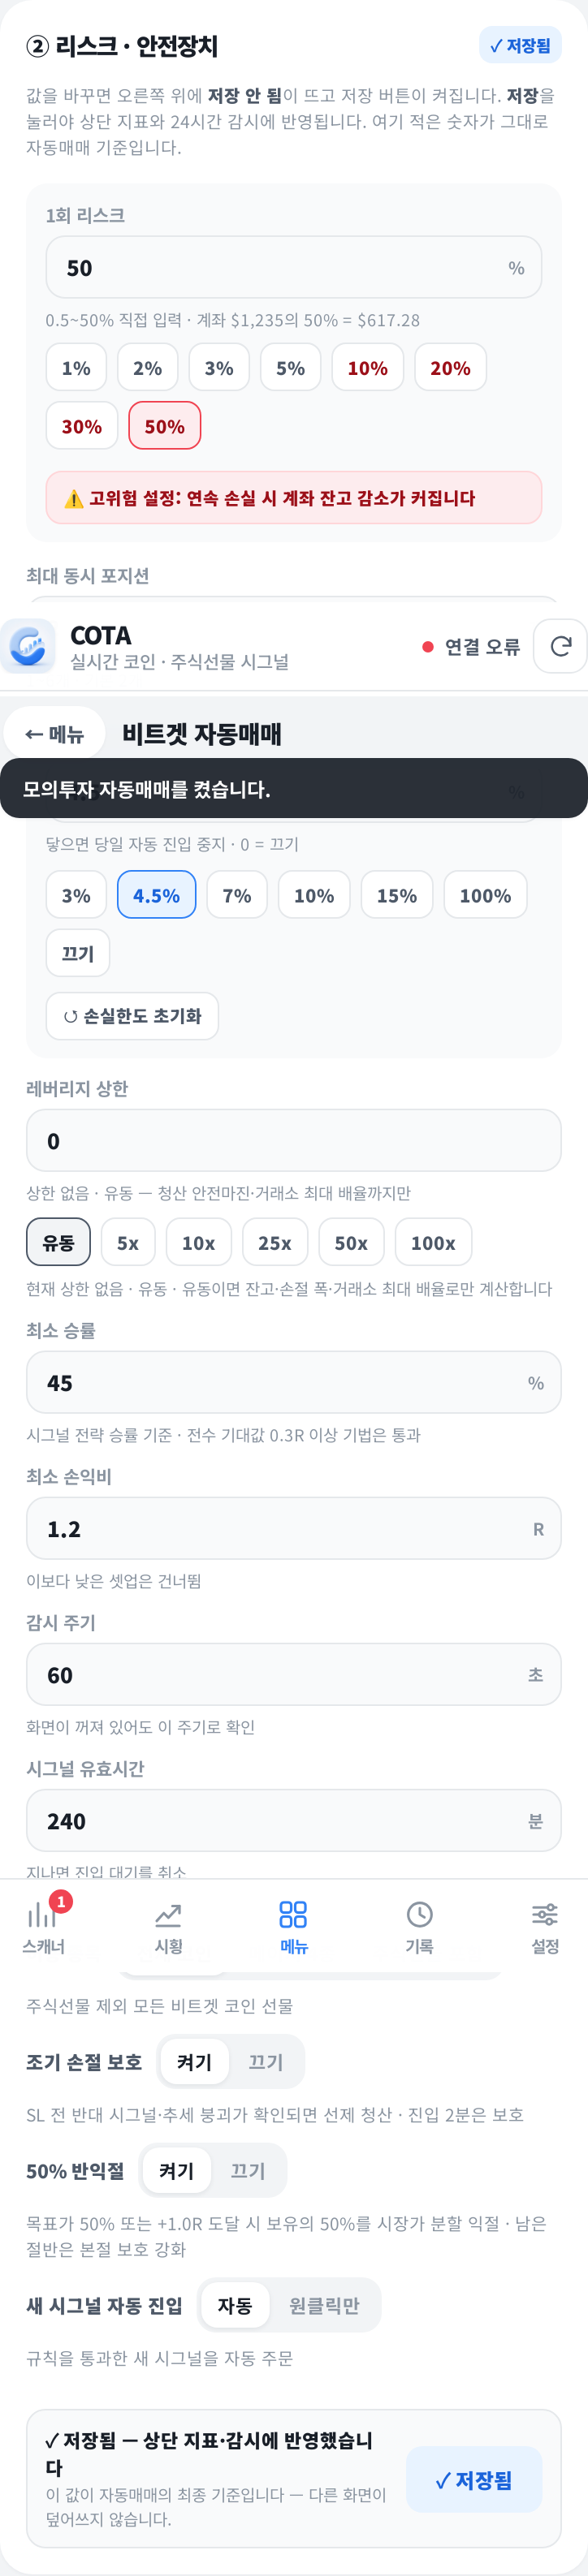 ② 리스크 · 안전장치
✓ 저장됨
값을 바꾸면 오른쪽 위에 저장 안 됨이 뜨고 저장 버튼이 켜집니다. 저장을
눌러야 상단 지표와 24시간 감시에 반영됩니다. 여기 적은 숫자가 그대로
자동매매 기준입니다.
1회 리스크
50 %
0.5~50% 직접 입력 · 계좌 $1,235의 50% = $617.28
1% 2% 3% 5% 10% 20%
30% 50%
⚠️ 고위험 설정: 연속 손실 시 계좌 잔고 감소가 커집니다
최대 동시 포지션
COTA
실시간 코인 · 주식선물 시그널
연결 오류
← 메뉴 비트겟 자동매매
모의투자 자동매매를 켰습니다.
%
닿으면 당일 자동 진입 중지 · 0 = 끄기
3% 4.5% 7% 10% 15% 100%
끄기
손실한도 초기화
레버리지 상한
0
상한 없음 · 유동 — 청산 안전마진·거래소 최대 배율까지만
유동 5x 10x 25x 50x 100x
현재 상한 없음 · 유동 · 유동이면 잔고·손절 폭·거래소 최대 배율로만 계산합니다
최소 승률
45 %
시그널 전략 승률 기준 · 전수 기대값 0.3R 이상 기법은 통과
최소 손익비
1.2 R
이보다 낮은 셋업은 건너뜀
감시 주기
60 초
화면이 꺼져 있어도 이 주기로 확인
시그널 유효시간
240 분
지나면 진입 대기를 취소
1
스캐너 시황 메뉴 기록 설정
주식선물 제외 모든 비트겟 코인 선물
조기 손절 보호 켜기 끄기
SL 전 반대 시그널·추세 붕괴가 확인되면 선제 청산 · 진입 2분은 보호
50% 반익절 켜기 끄기
목표가 50% 또는 +1.0R 도달 시 보유의 50%를 시장가 분할 익절 · 남은
절반은 본절 보호 강화
새 시그널 자동 진입 자동 원클릭만
규칙을 통과한 새 시그널을 자동 주문
✓ 저장됨 — 상단 지표·감시에 반영했습니
다
이 값이 자동매매의 최종 기준입니다 — 다른 화면이
덮어쓰지 않습니다.
✓ 저장됨